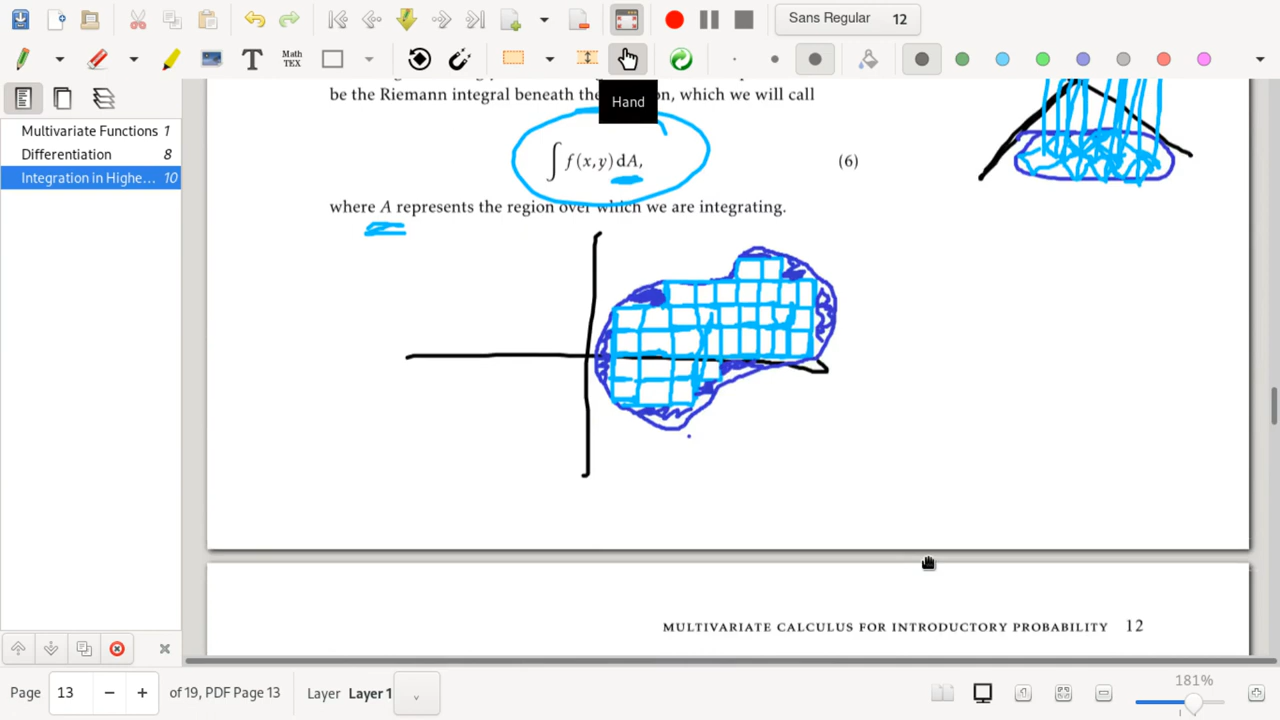 Sans Regular 12
Math
TEX
Hand
Multivariate Functions 1
Differentiation 8
Integration in Highe... 10
be the Riemann integral beneath the
on, which we will call
∫ f(x,y) dA, (6)
where A represents the region over which we are integrating.
MULTIVARIATE CALCULUS FOR INTRODUCTORY PROBABILITY 12
Page 13 of 19, PDF Page 13 Layer Layer 1 181%